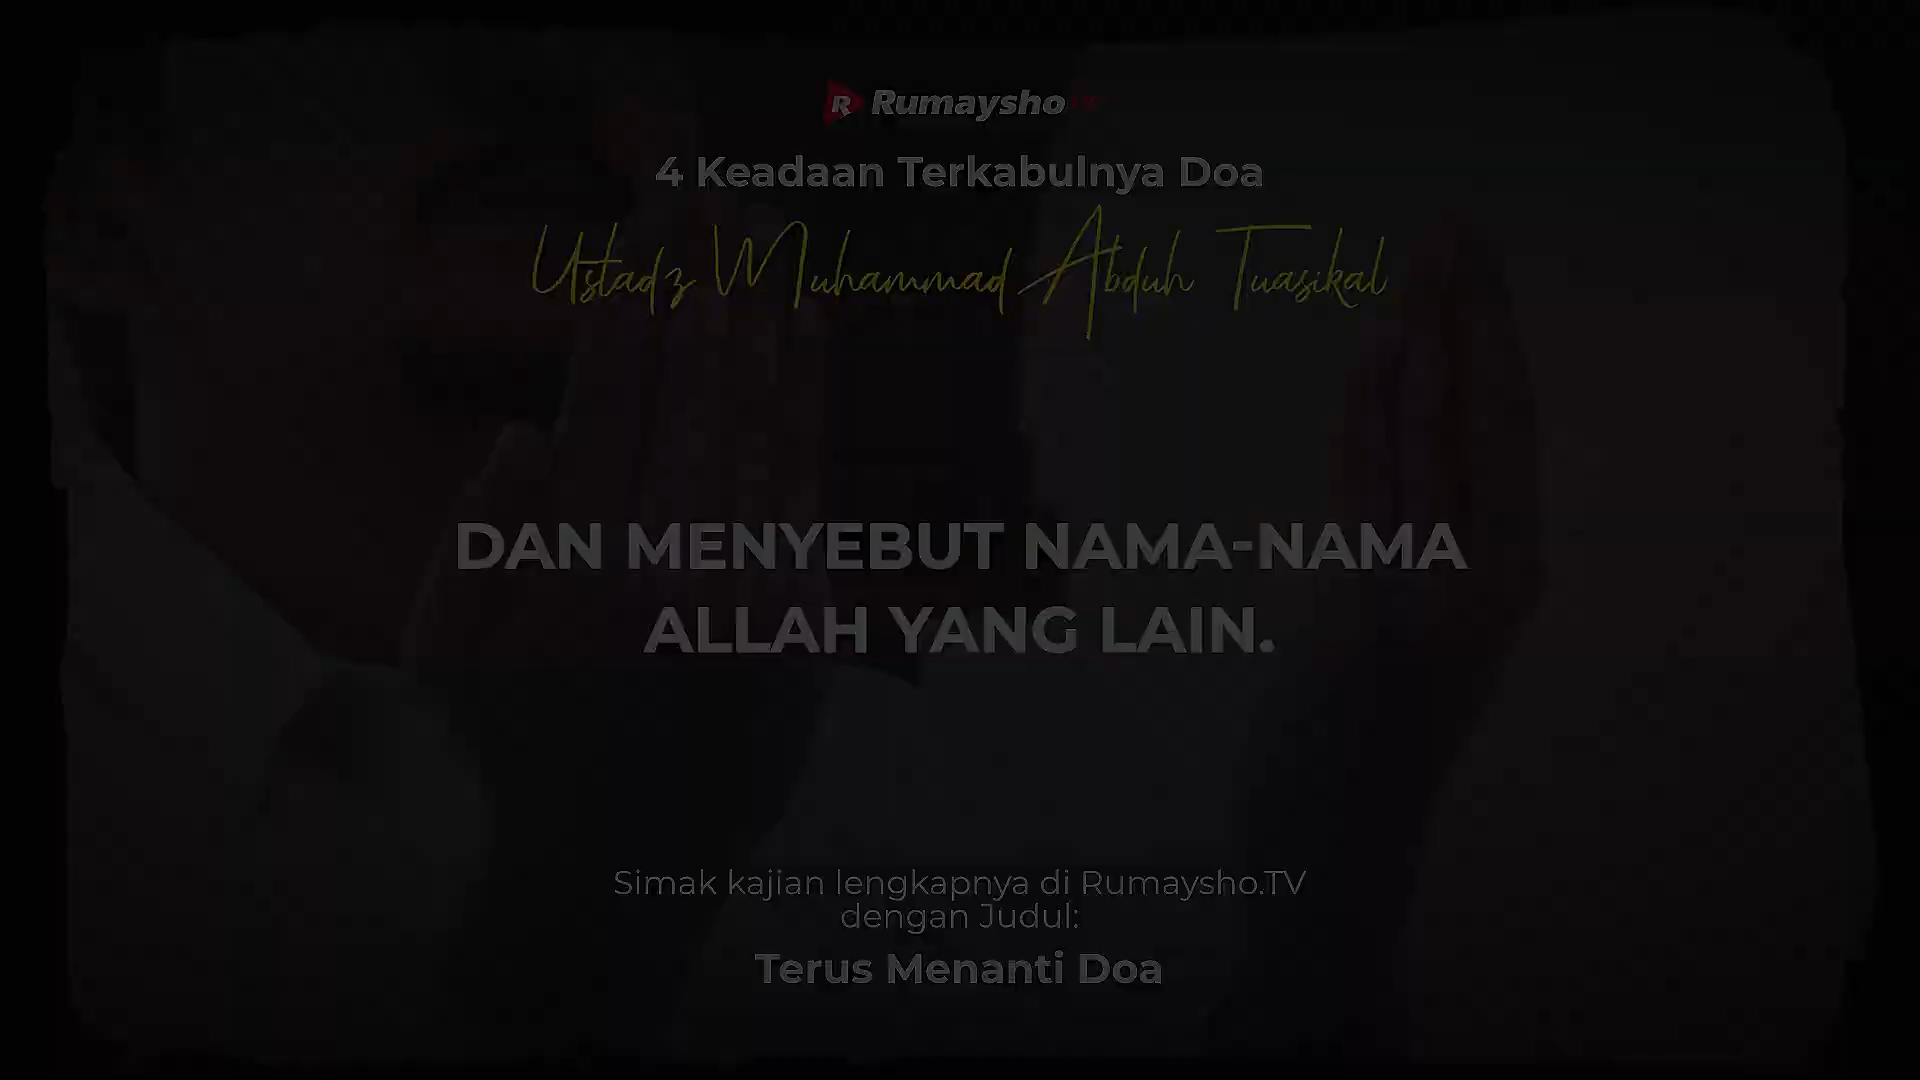 Rumaysho
4 Keadaan Terkabulnya Doa
Ustadz Muhammad Abduh Tuasikal
DAN MENYEBUT NAMA-NAMA
ALLAH YANG LAIN.
Simak kajian lengkapnya di Rumaysho.TV
dengan Judul:
Terus Menanti Doa